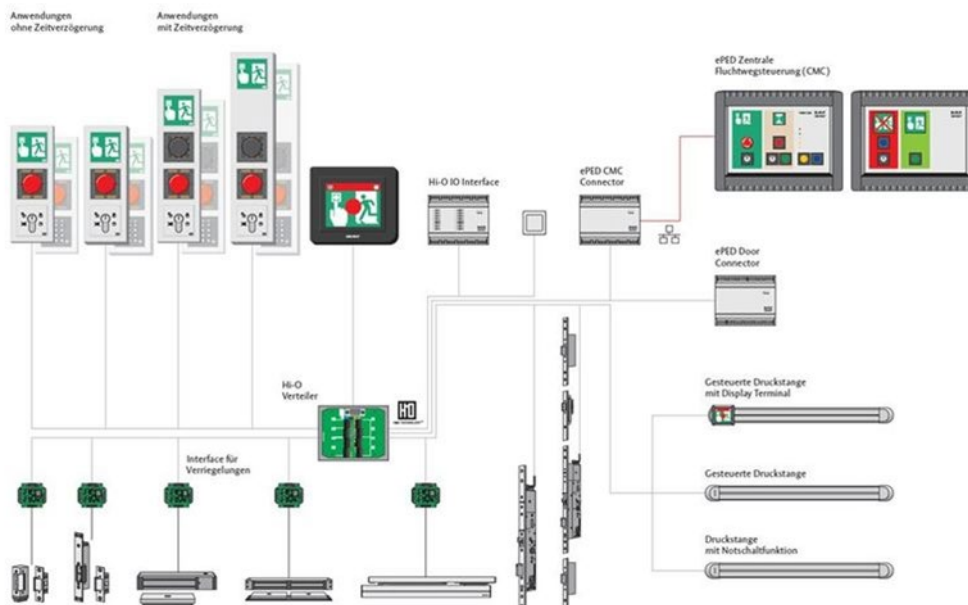 Anwendungen
ohne Zeitverzögerung
Anwendungen
mit Zeitverzögerung
ePED Zentrale
Fluchtwegsteuerung (CMC)
Hi-O IO Interface
ePED CMC
Connector
ePED Door
Connector
Hi-O
Verteiler
Gesteuerte Druckstange
mit Display Terminal
Interface für
Verriegelungen
Gesteuerte Druckstange
Druckstange
mit Notschaltfunktion